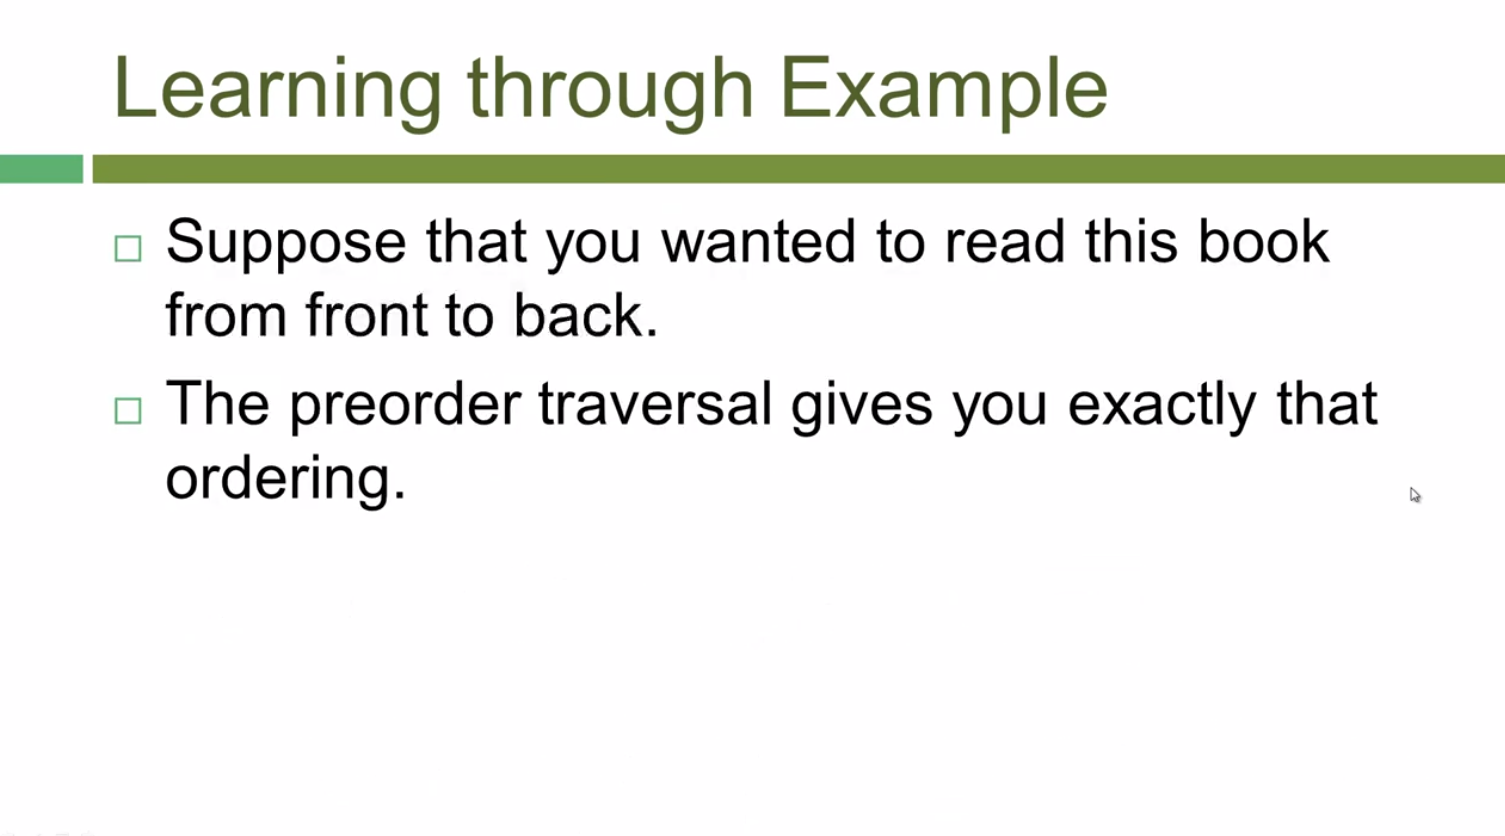 Learning through Example
Suppose that you wanted to read this book
from front to back.
The preorder traversal gives you exactly that
ordering.